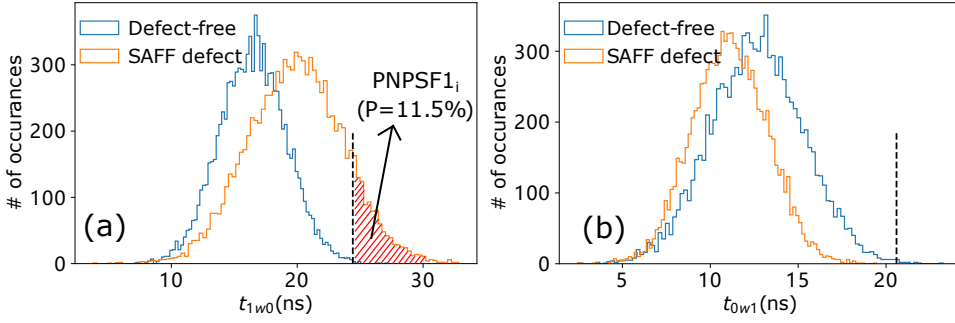 Defect-free
SAFF defect
PNPSF1i
(P=11.5%)
# of occurances
300
200
100
0
(a)
10
20
30
t1w0(ns)
Defect-free
SAFF defect
# of occurances
300
200
100
0
(b)
5
10
15
20
t0w1(ns)